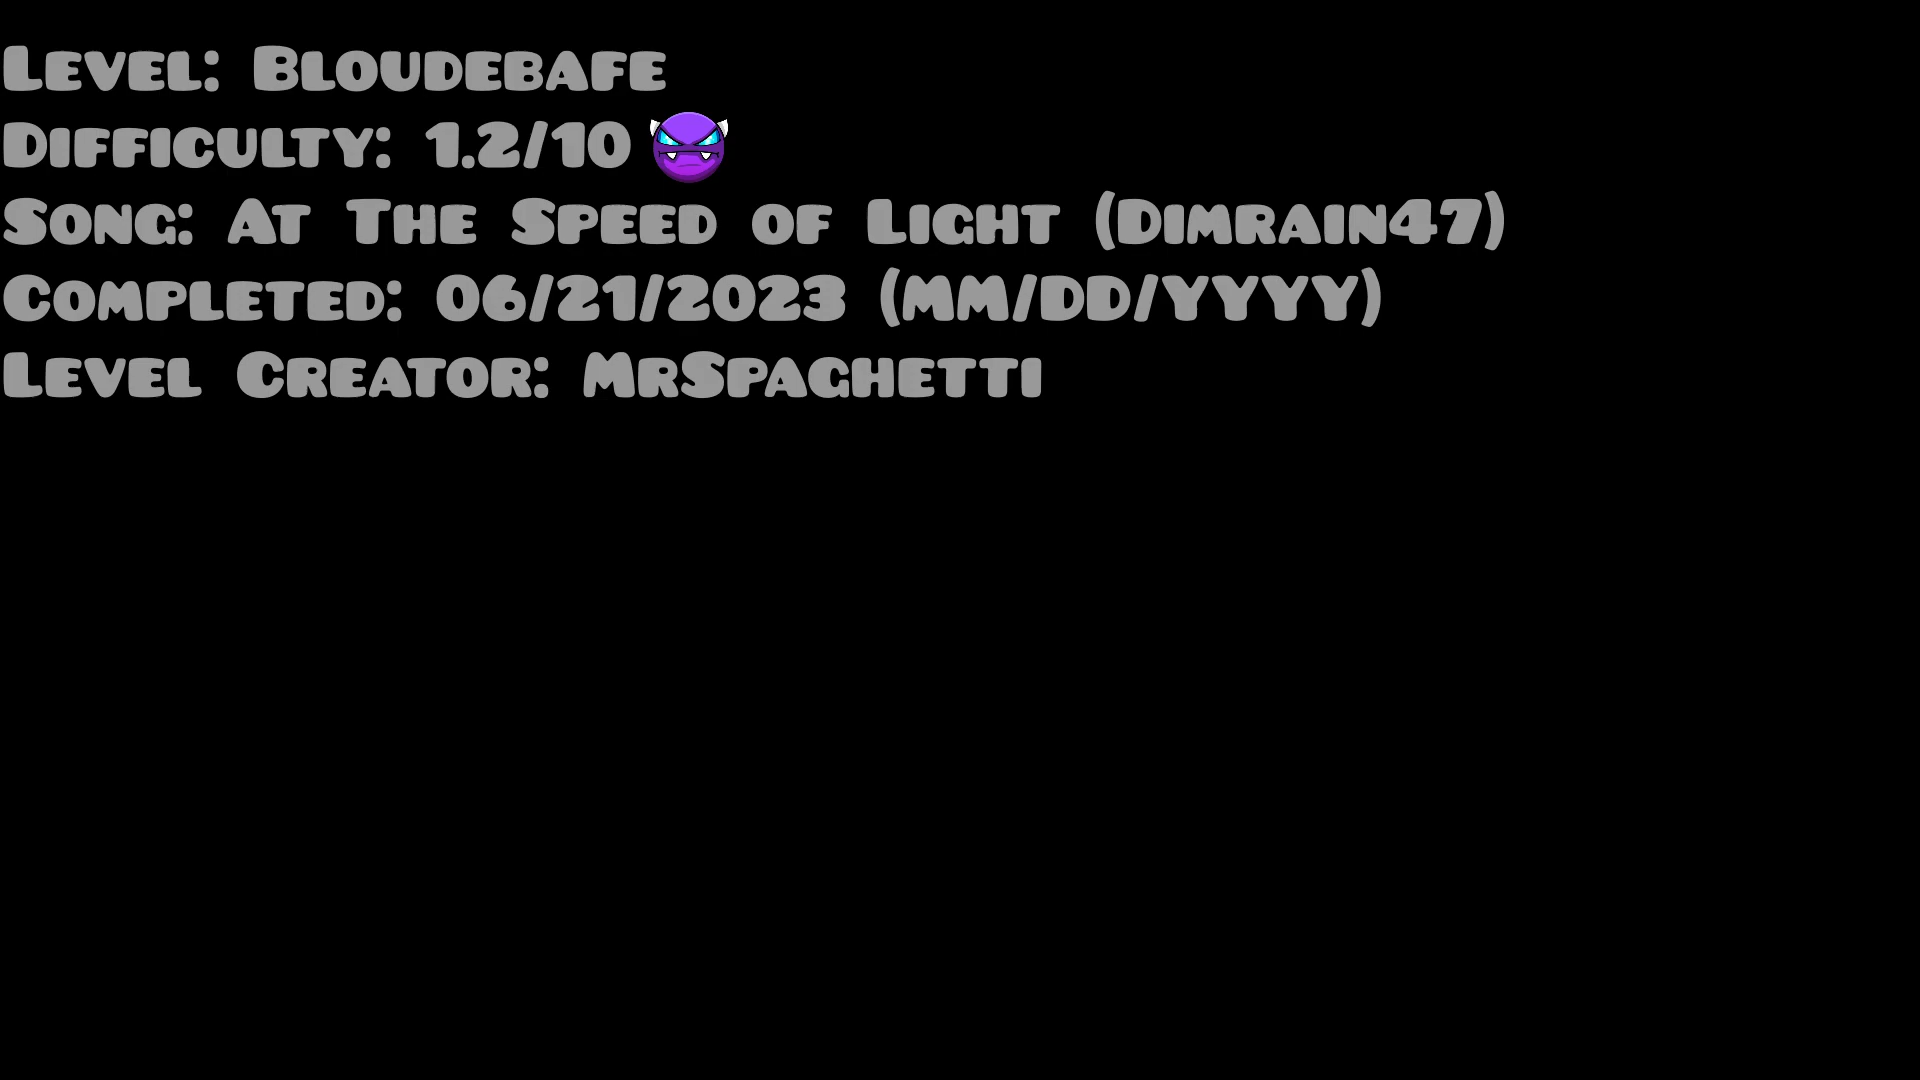 Level: Bloudebafe
Difficulty: 1.2/10
Song: At The Speed of Light (Dimrain47)
Completed: 06/21/2023 (MM/DD/YYYY)
Level Creator: MrSpaghetti